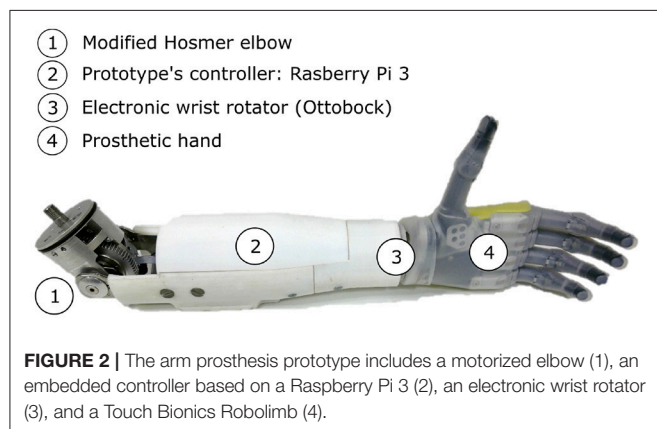 1 Modified Hosmer elbow
2 Prototype's controller: Rasberry Pi 3
3 Electronic wrist rotator (Ottobock)
4 Prosthetic hand
2
3
4
1
FIGURE 2 | The arm prosthesis prototype includes a motorized elbow (1), an
embedded controller based on a Raspberry Pi 3 (2), an electronic wrist rotator
(3), and a Touch Bionics Robolimb (4).